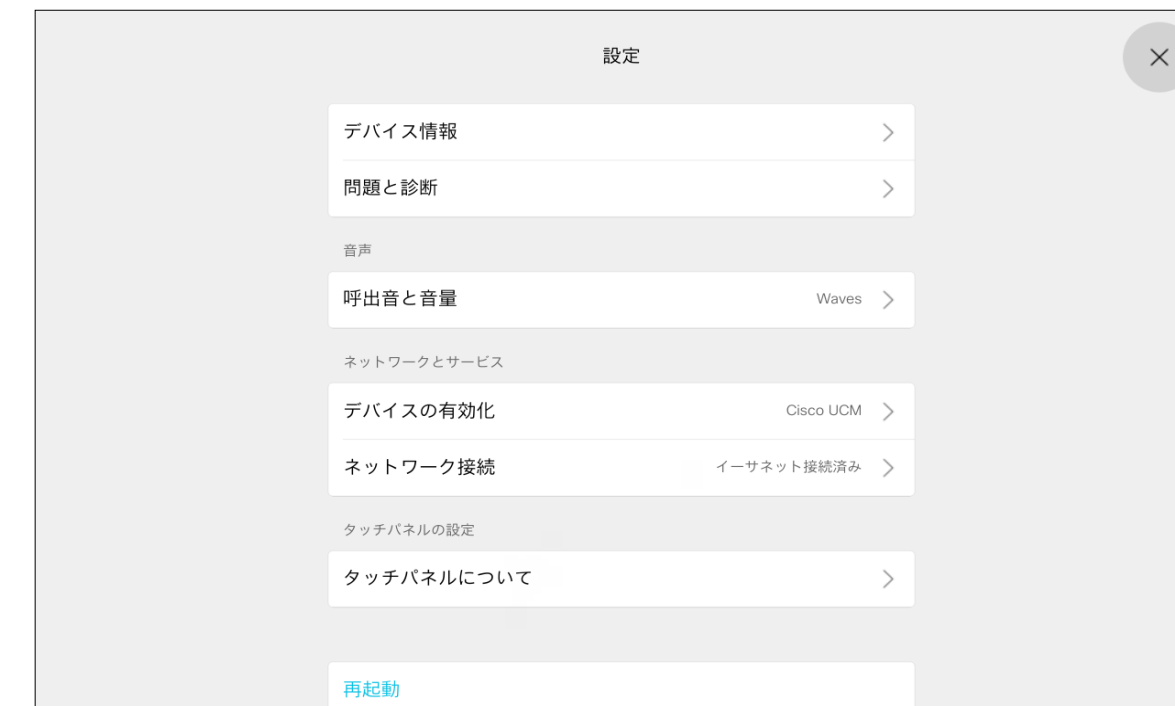 設定
デバイス情報
問題と診断
音声
呼出音と音量 Waves
ネットワークとサービス
デバイスの有効化 Cisco UCM
ネットワーク接続 イーサネット接続済み
タッチパネルの設定
タッチパネルについて
再起動